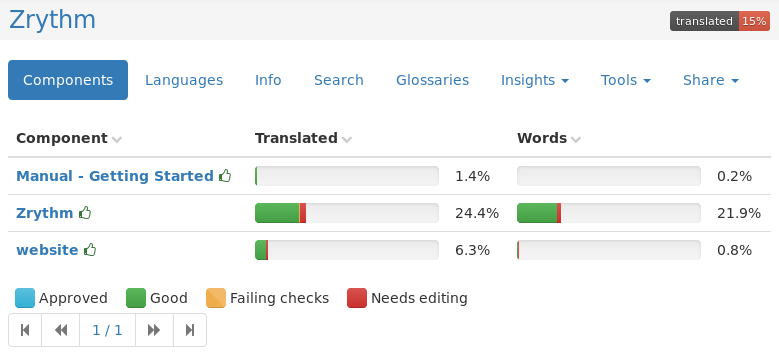 Zrythm
translated 15%
Components Languages Info Search Glossaries Insights Tools Share
Component Translated Words
Manual - Getting Started 1.4% 0.2%
Zrythm 24.4% 21.9%
website 6.3% 0.8%
Approved Good Failing checks Needs editing
1 / 1